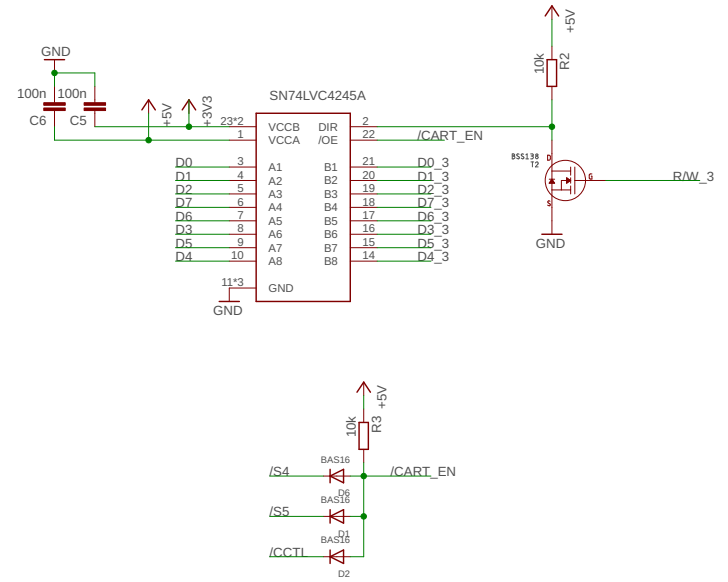 +5V
GND
10k
R2
100n
100n
C6
C5
+5V
+3V3
SN74LVC4245A
23*2
VCCB
DIR
2
1
VCCA
/OE
22
/CART_EN
BSS138
T2
D
G
S
R/W_3
GND
D0
3
A1
B1
21
D0_3
D1
4
A2
B2
20
D1_3
D2
5
A3
B3
19
D2_3
D7
6
A4
B4
18
D7_3
D6
7
A5
B5
17
D6_3
D3
8
A6
B6
16
D3_3
D5
9
A7
B7
15
D5_3
D4
10
A8
B8
14
D4_3
11*3
GND
GND
+5V
10k
R3
BAS16
/S4
/CART_EN
D6
BAS16
/S5
D1
BAS16
/CCTL
D2